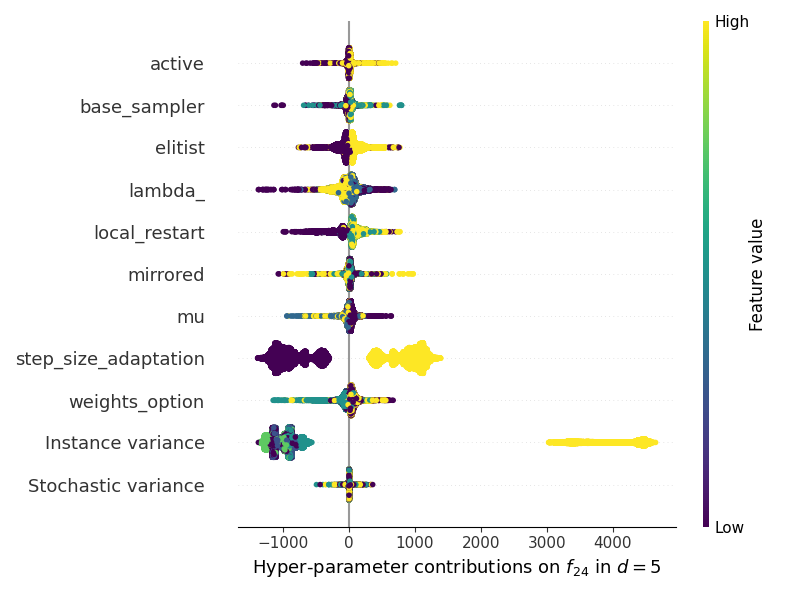 High
active
base_sampler
elitist
lambda_
local_restart
mirrored
mu
step_size_adaptation
weights_option
Instance variance
Stochastic variance
Feature value
Low
−1000 0 1000 2000 3000 4000
Hyper-parameter contributions on $f_{24}$ in $d = 5$